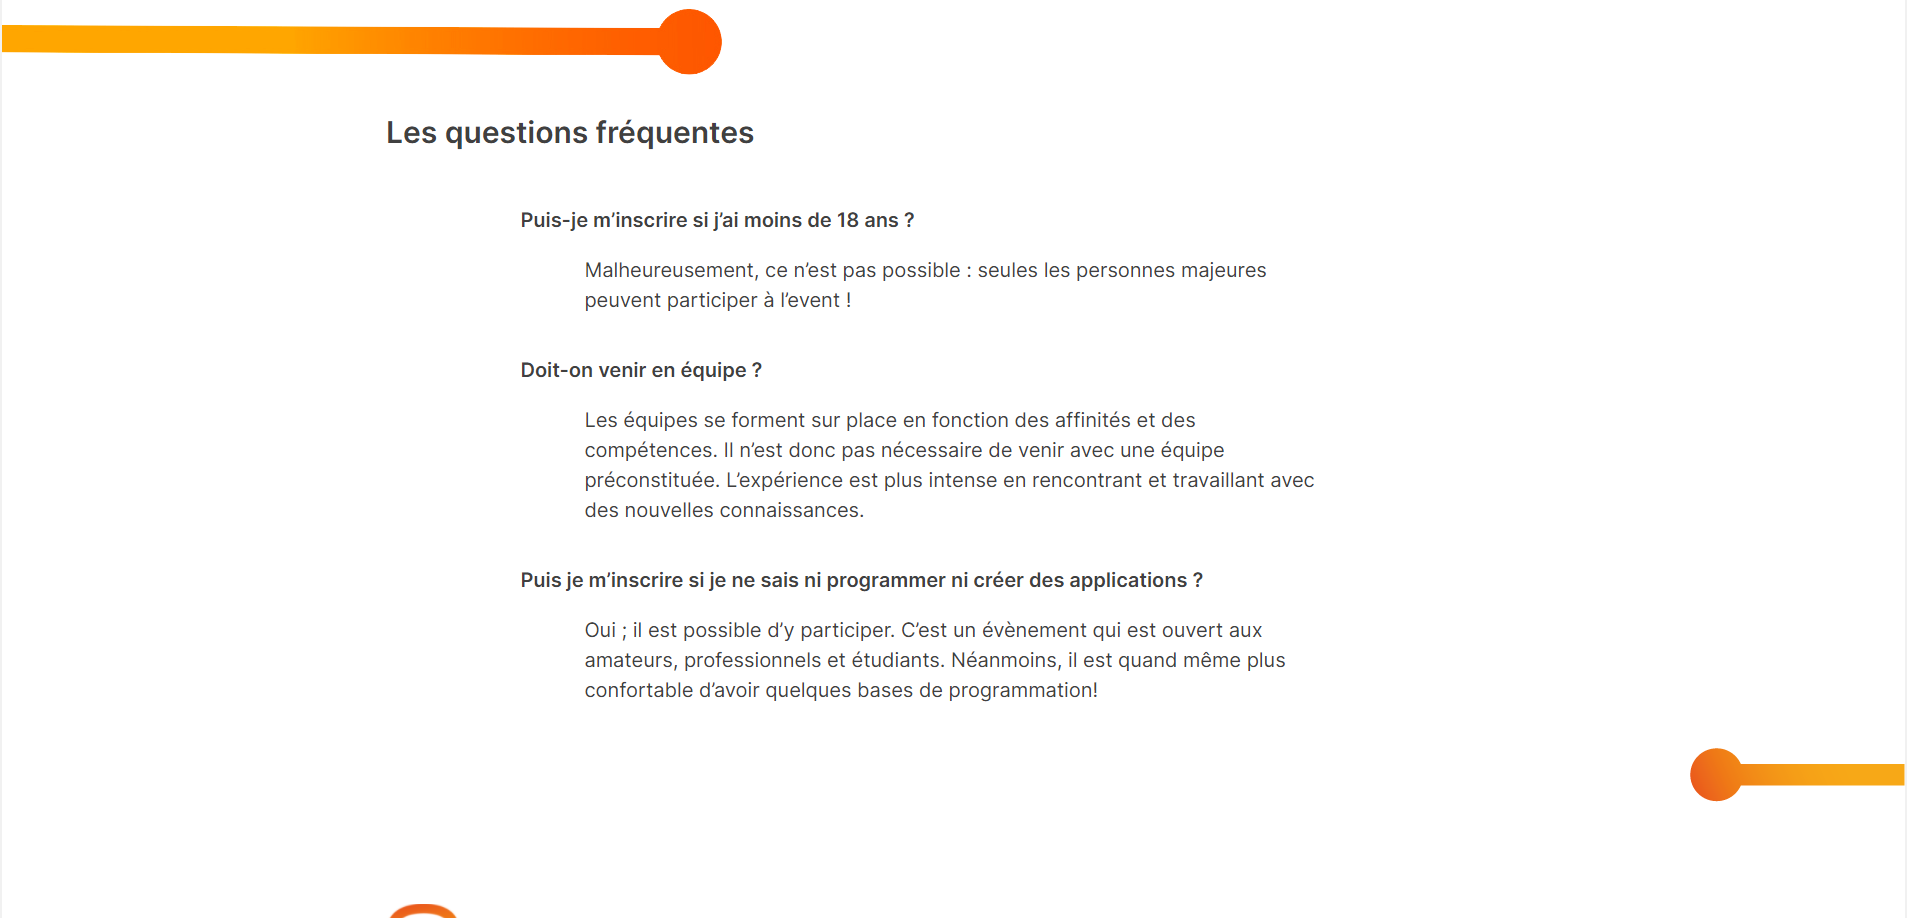 Les questions fréquentes
Puis-je m’inscrire si j’ai moins de 18 ans ?
Malheureusement, ce n’est pas possible : seules les personnes majeures
peuvent participer à l’event !
Doit-on venir en équipe ?
Les équipes se forment sur place en fonction des affinités et des
compétences. Il n’est donc pas nécessaire de venir avec une équipe
préconstituée. L’expérience est plus intense en rencontrant et travaillant avec
des nouvelles connaissances.
Puis je m’inscrire si je ne sais ni programmer ni créer des applications ?
Oui ; il est possible d’y participer. C’est un évènement qui est ouvert aux
amateurs, professionnels et étudiants. Néanmoins, il est quand même plus
confortable d’avoir quelques bases de programmation!